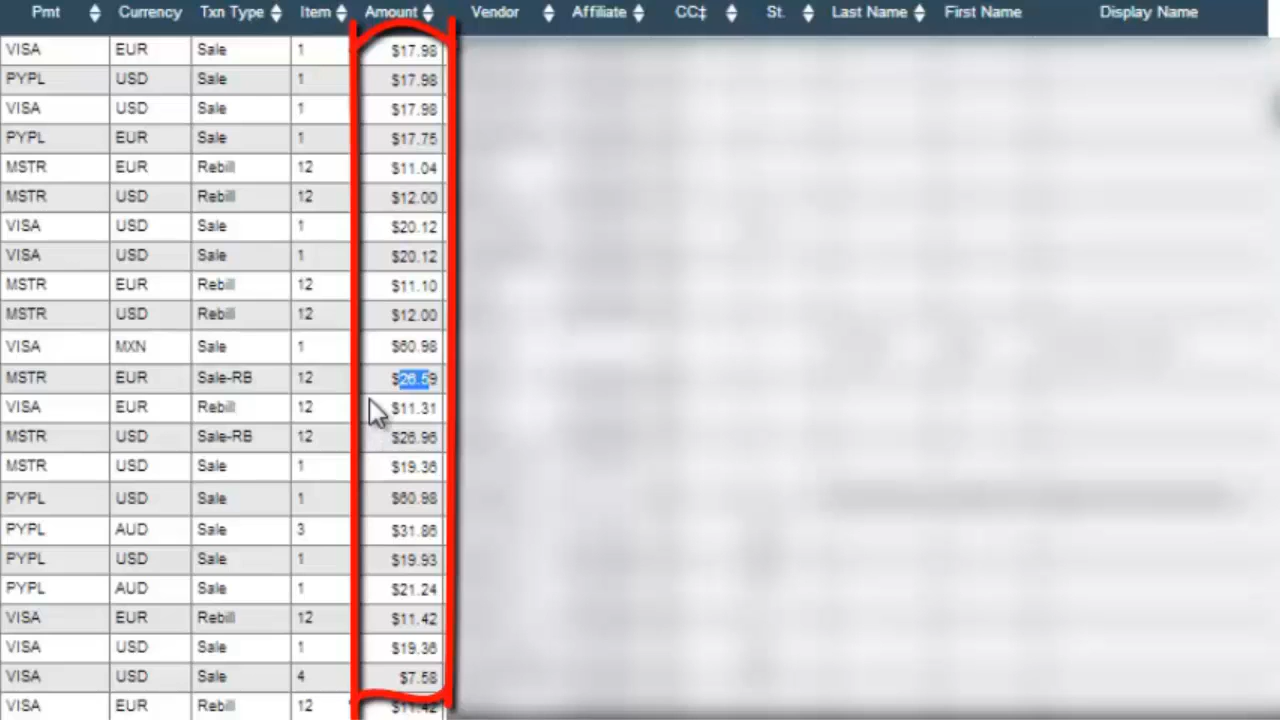 Pmt Currency Txn Type Item Amount Vendor Affiliate CC‡ St. Last Name First Name Display Name
VISA EUR Sale 1 $17.98
PYPL USD Sale 1 $17.98
VISA USD Sale 1 $17.98
PYPL EUR Sale 1 $17.75
MSTR EUR Rebill 12 $11.04
MSTR USD Rebill 12 $12.00
VISA USD Sale 1 $20.12
VISA USD Sale 1 $20.12
MSTR EUR Rebill 12 $11.10
MSTR USD Rebill 12 $12.00
VISA MXN Sale 1 $60.98
MSTR EUR Sale-RB 12 $26.59
VISA EUR Rebill 12 $11.31
MSTR USD Sale-RB 12 $26.96
MSTR USD Sale 1 $19.36
PYPL USD Sale 1 $60.98
PYPL AUD Sale 3 $31.86
PYPL USD Sale 1 $19.93
PYPL AUD Sale 1 $21.24
VISA EUR Rebill 12 $11.42
VISA USD Sale 1 $19.36
VISA USD Sale 4 $7.58
VISA EUR Rebill 12 $11.42